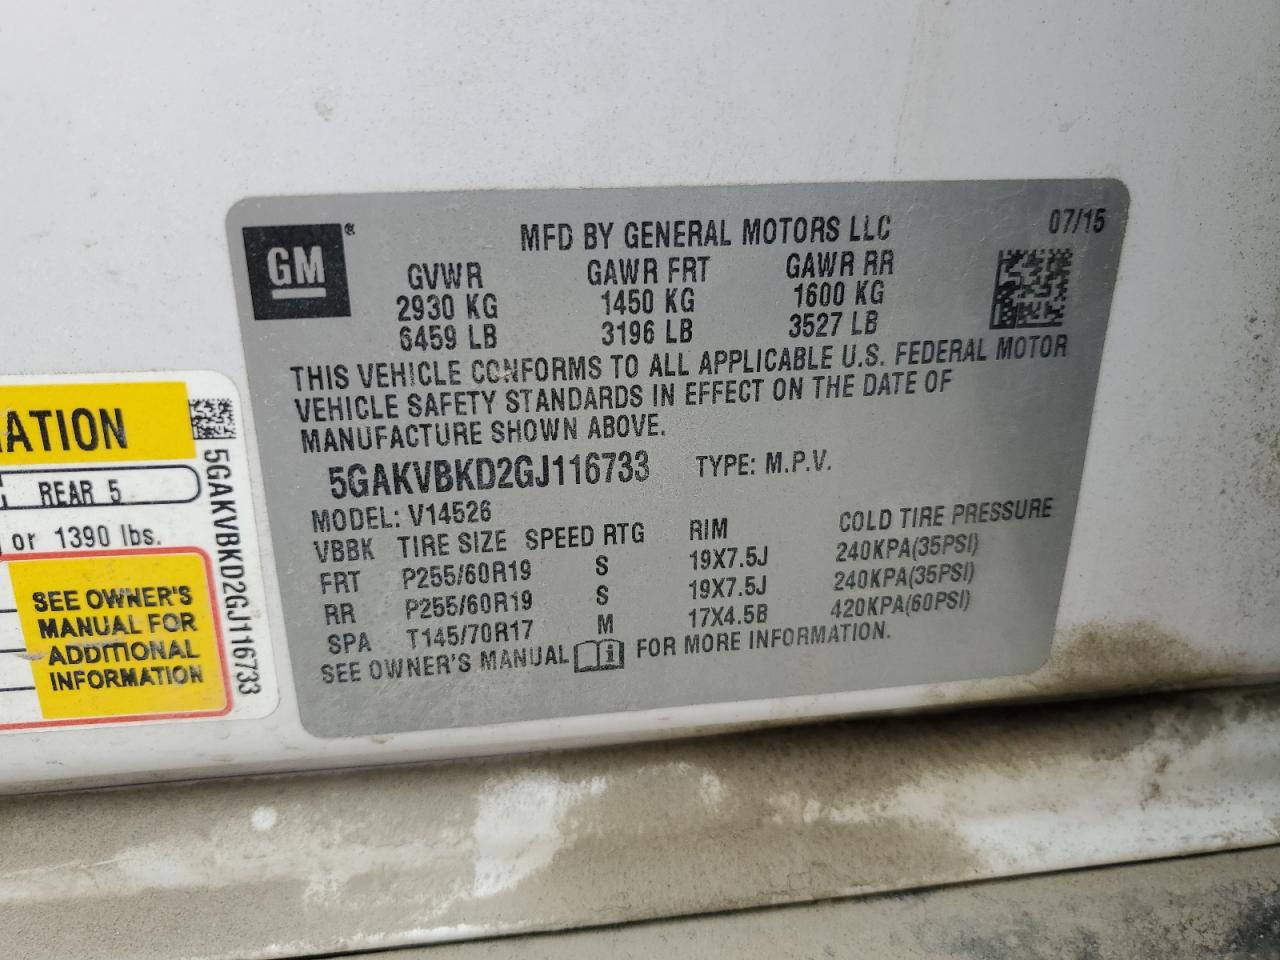 GM®
MFD BY GENERAL MOTORS LLC 07/15
GVWR GAWR FRT GAWR RR
2930 KG 1450 KG 1600 KG
6459 LB 3196 LB 3527 LB
THIS VEHICLE CONFORMS TO ALL APPLICABLE U.S. FEDERAL MOTOR
VEHICLE SAFETY STANDARDS IN EFFECT ON THE DATE OF
MANUFACTURE SHOWN ABOVE.
5GAKVBKD2GJ116733 TYPE: M.P.V.
MODEL: V14526
VBBK TIRE SIZE SPEED RTG RIM COLD TIRE PRESSURE
FRT P255/60R19 S 19X7.5J 240KPA(35PSI)
RR P255/60R19 S 19X7.5J 240KPA(35PSI)
SPA T145/70R17 M 17X4.5B 420KPA(60PSI)
SEE OWNER'S MANUAL FOR MORE INFORMATION.
ATION
REAR 5
or 1390 lbs.
SEE OWNER'S
MANUAL FOR
ADDITIONAL
INFORMATION
5GAKVBKD2GJ116733